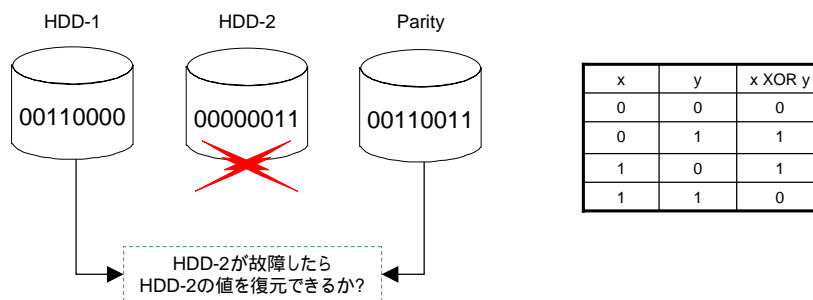 HDD-1
HDD-2
Parity
00110000
00000011
00110011
HDD-2が故障したら
HDD-2の値を復元できるか?
x y x XOR y
0 0 0
0 1 1
1 0 1
1 1 0